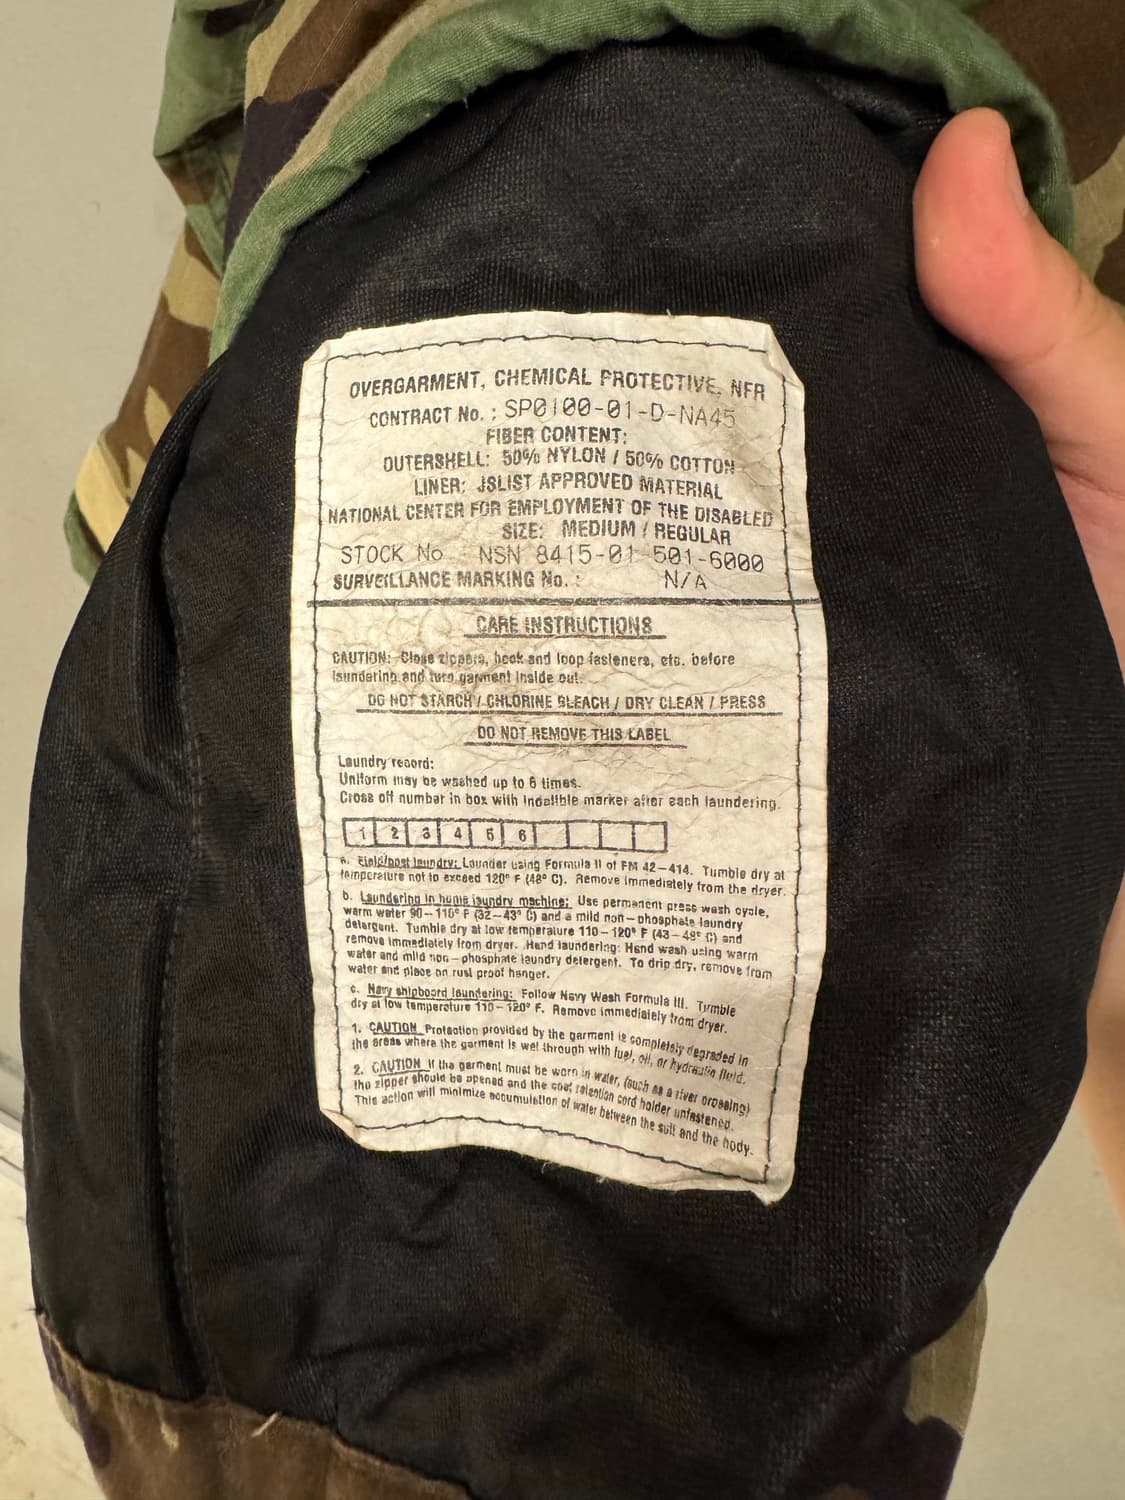 OVERGARMENT, CHEMICAL PROTECTIVE, NFR
CONTRACT No. : SP0100-01-D-NA45
FIBER CONTENT:
OUTERSHELL: 50% NYLON / 50% COTTON
LINER: JSLIST APPROVED MATERIAL
NATIONAL CENTER FOR EMPLOYMENT OF THE DISABLED
SIZE: MEDIUM / REGULAR
STOCK No. : NSN 8415-01-501-6000
SURVEILLANCE MARKING No. : N/A
CARE INSTRUCTIONS
CAUTION: Close zippers, hook and loop fasteners, etc. before
laundering and turn garment inside out.
DO NOT STARCH / CHLORINE BLEACH / DRY CLEAN / PRESS
DO NOT REMOVE THIS LABEL
Laundry record:
Uniform may be washed up to 6 times.
Cross off number in box with indelible marker after each laundering.
1 2 3 4 5 6
a. Field/post laundry: Launder using Formula II of FM 42-414. Tumble dry at
temperature not to exceed 120° F (48° C). Remove immediately from the dryer.
b. Laundering in home laundry machine: Use permanent press wash cycle,
warm water 90-110° F (32-43° C) and a mild non-phosphate laundry
detergent. Tumble dry at low temperature 110-120° F (43-48° C) and
remove immediately from dryer. Hand laundering: Hand wash using warm
water and mild non-phosphate laundry detergent. To drip dry, remove from
water and place on rust proof hanger.
c. Navy shipboard laundering: Follow Navy Wash Formula III. Tumble
dry at low temperature 110-120° F. Remove immediately from dryer.
1. CAUTION Protection provided by the garment is completely degraded in
the areas where the garment is wet through with fuel, oil, or hydraulic fluid.
2. CAUTION If the garment must be worn in water, (such as a river crossing)
the zipper should be opened and the coat retention cord holder unfastened.
This action will minimize accumulation of water between the suit and the body.